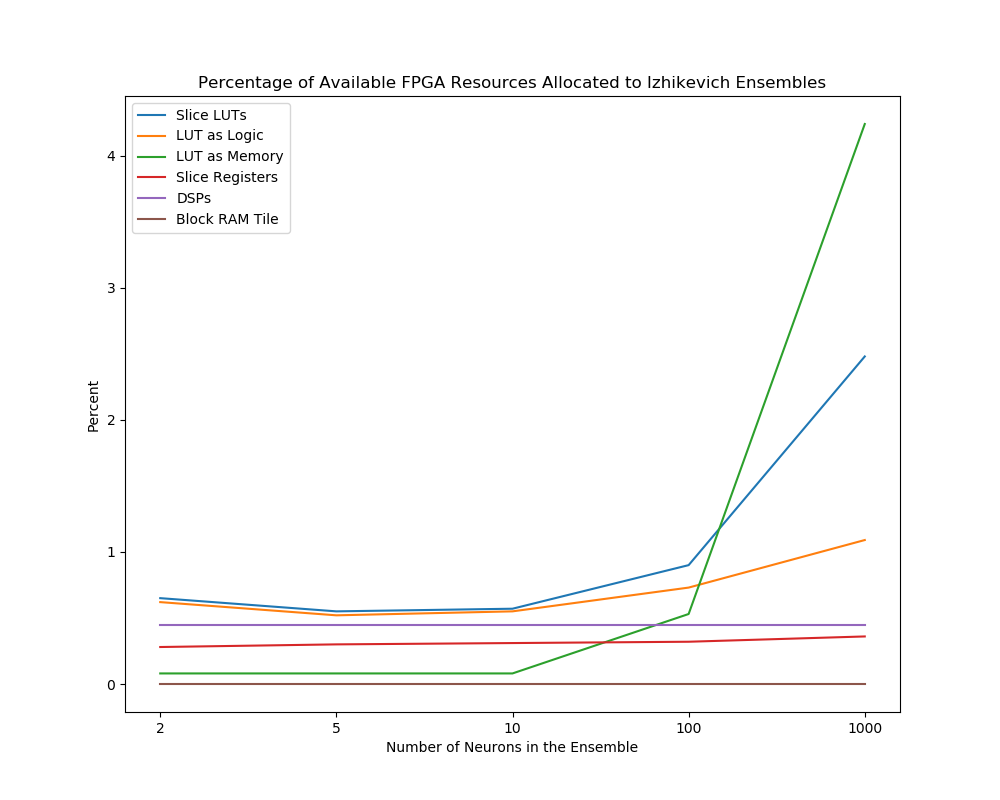 Percentage of Available FPGA Resources Allocated to Izhikevich Ensembles
Slice LUTs
LUT as Logic
LUT as Memory
Slice Registers
DSPs
Block RAM Tile
4
3
2
1
0
Percent
2 5 10 100 1000
Number of Neurons in the Ensemble